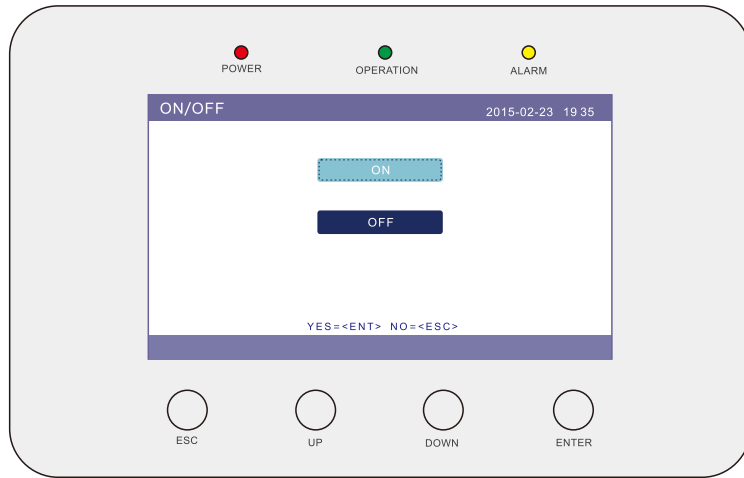 POWER OPERATION ALARM
ON/OFF 2015-02-23 19 35
ON
OFF
YES=<ENT> NO=<ESC>
ESC UP DOWN ENTER